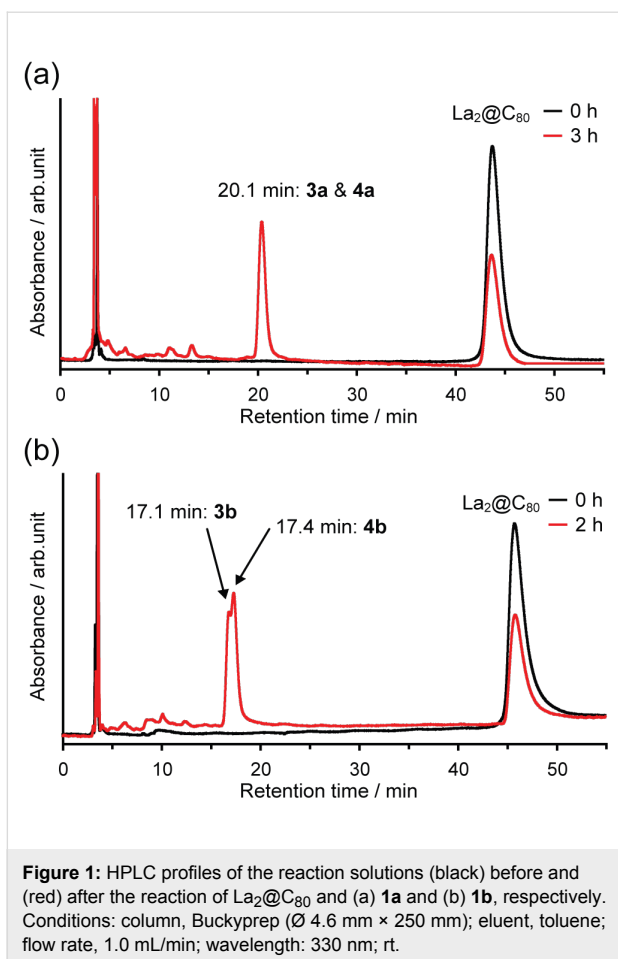 (a)
La₂@C₈₀
0 h
3 h
20.1 min: 3a & 4a
Absorbance / arb.unit
0 10 20 30 40 50
Retention time / min
(b)
La₂@C₈₀
0 h
2 h
17.1 min: 3b
17.4 min: 4b
Absorbance / arb.unit
0 10 20 30 40 50
Retention time / min
Figure 1: HPLC profiles of the reaction solutions (black) before and
(red) after the reaction of La₂@C₈₀ and (a) 1a and (b) 1b, respectively.
Conditions: column, Buckyprep (Ø 4.6 mm × 250 mm); eluent, toluene;
flow rate, 1.0 mL/min; wavelength: 330 nm; rt.